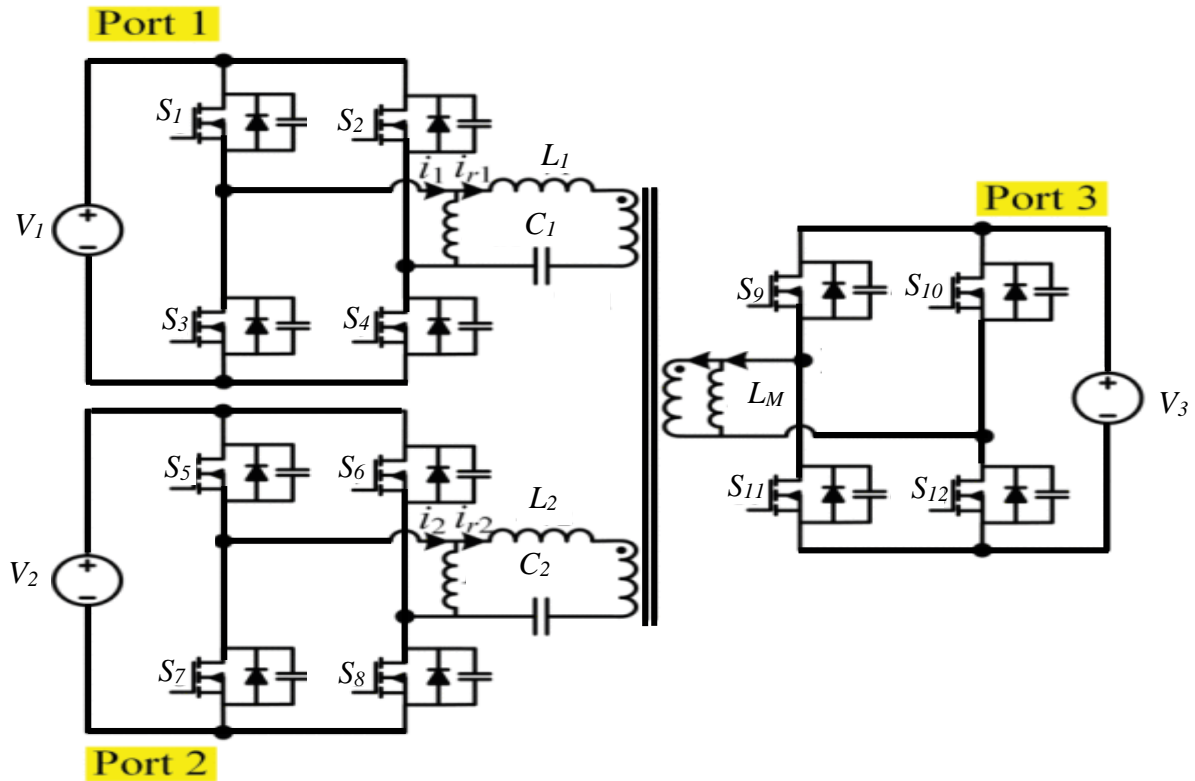 Port 1
S1
S2
V1
i1 ir1
L1
C1
S3
S4
Port 3
S9
S10
LM
V3
S11
S12
S5
S6
V2
i2 ir2
L2
C2
S7
S8
Port 2